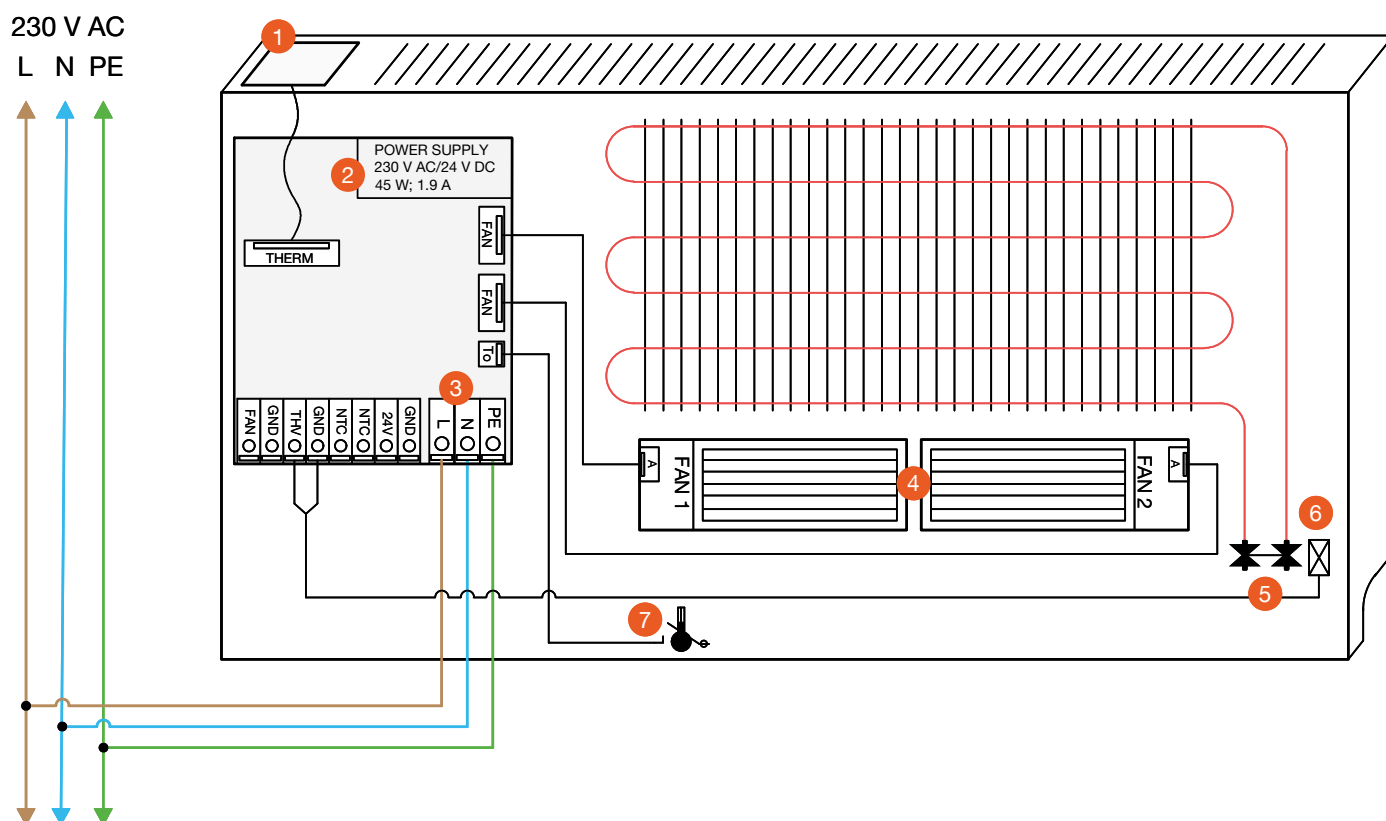 230 V AC
L N PE
1
POWER SUPPLY
230 V AC/24 V DC
45 W; 1.9 A
2
FAN
THERM
FAN
To
3
FAN
GND
THV
GND
NTC
NTC
24V
GND
L
N
PE
A
FAN 1
4
FAN 2
A
6
5
7